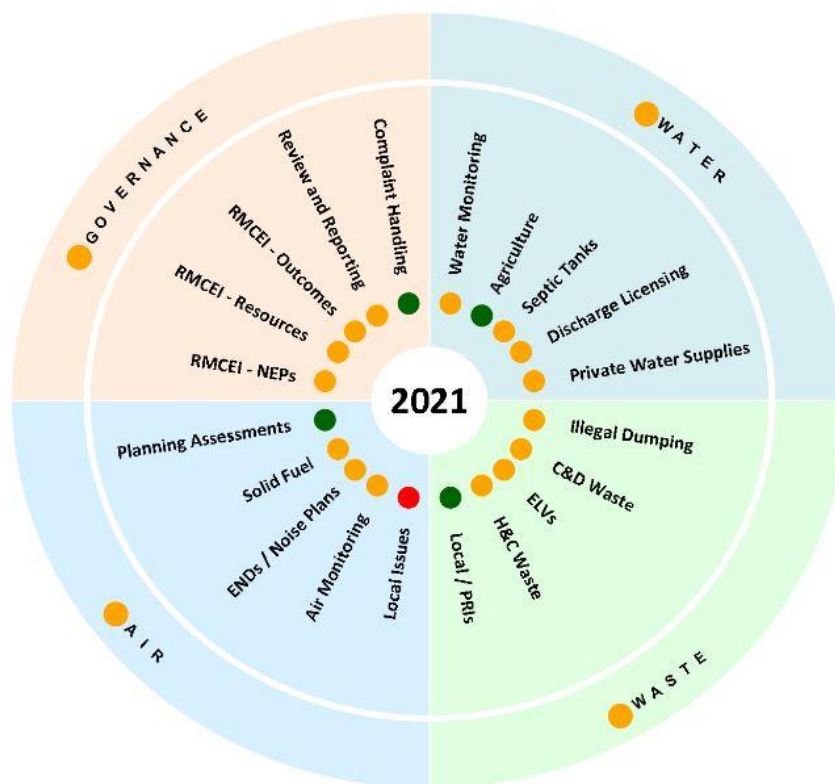 GOVERNANCE
Complaint Handling
Review and Reporting
RMCEI - Outcomes
RMCEI - Resources
RMCEI - NEPs
WATER
Water Monitoring
Agriculture
Septic Tanks
Discharge Licensing
Private Water Supplies
2021
AIR
Planning Assessments
Solid Fuel
ENDs / Noise Plans
Air Monitoring
Local Issues
WASTE
Illegal Dumping
C&D Waste
ELVs
H&C Waste
Local / PRIs